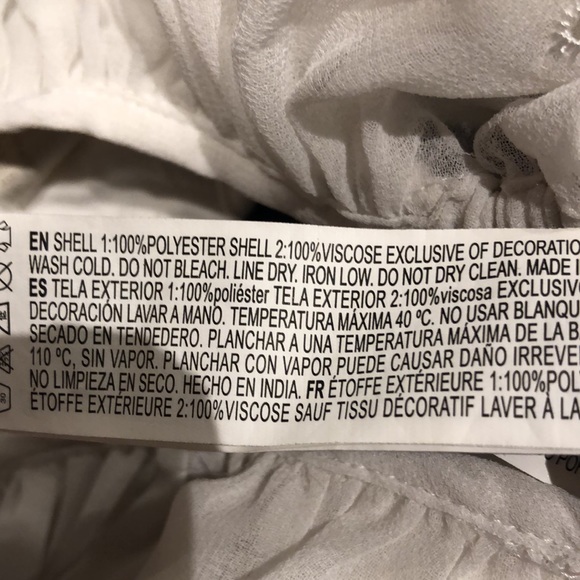 EN SHELL 1:100%POLYESTER SHELL 2:100%VISCOSE EXCLUSIVE OF DECORATIO
WASH COLD. DO NOT BLEACH. LINE DRY. IRON LOW. DO NOT DRY CLEAN. MADE I
ES TELA EXTERIOR 1:100%poliéster TELA EXTERIOR 2:100%viscosa EXCLUSIV
DECORACIÓN LAVAR A MANO. TEMPERATURA MÁXIMA 40 ºC. NO USAR BLANQU
SECADO EN TENDEDERO. PLANCHAR A UNA TEMPERATURA MÁXIMA DE LA B
110 ºC, SIN VAPOR. PLANCHAR CON VAPOR PUEDE CAUSAR DAÑO IRREVE
NO LIMPIEZA EN SECO. HECHO EN INDIA. FR ÉTOFFE EXTÉRIEURE 1:100%POL
ÉTOFFE EXTÉRIEURE 2:100%VISCOSE SAUF TISSU DÉCORATIF LAVER À LA